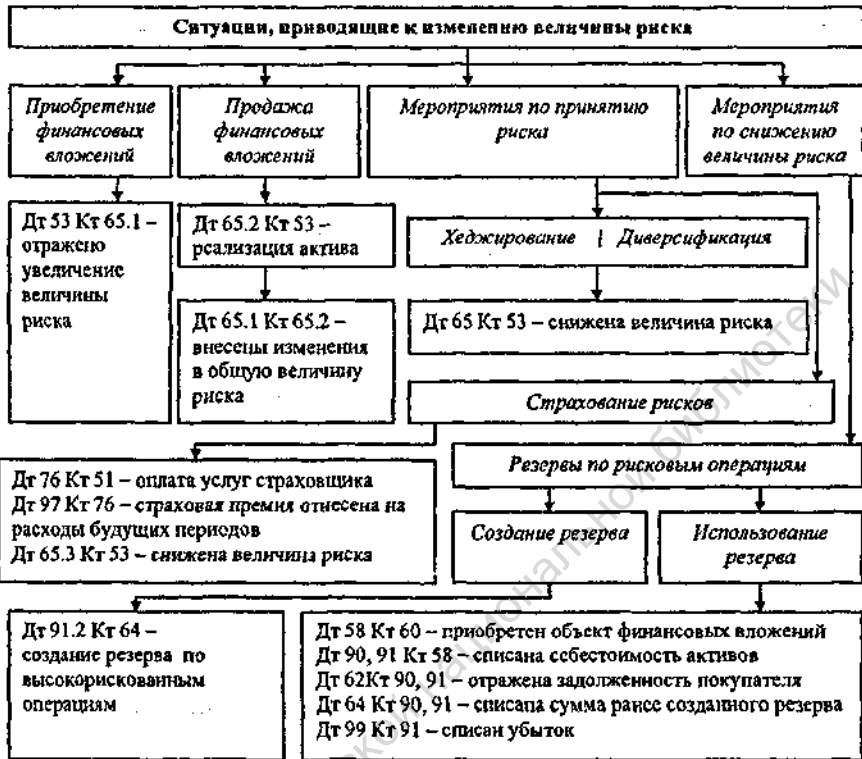 Ситуации, приводящие к изменению величины риска
Приобретение
финансовых
вложений
Продажа
финансовых
вложений
Мероприятия по принятию
риска
Мероприятия
по снижению
величины риска
Дт 53 Кт 65.1 –
отражено
увеличение
величины
риска
Дт 65.2 Кт 53 –
реализация актива
Дт 65.1 Кт 65.2 –
внесены изменения
в общую величину
риска
Хеджирование | Диверсификация
Дт 65 Кт 53 – снижена величина риска
Страхование рисков
Дт 76 Кт 51 – оплата услуг страховщика
Дт 97 Кт 76 – страховая премия отнесена на
расходы будущих периодов
Дт 65.3 Кт 53 – снижена величина риска
Резервы по рисковым операциям
Создание резерва
Использование
резерва
Дт 91.2 Кт 64 –
создание резерва по
высокорискованным
операциям
Дт 58 Кт 60 – приобретен объект финансовых вложений
Дт 90, 91 Кт 58 – списана себестоимость активов
Дт 62Кт 90, 91 – отражена задолженность покупателя
Дт 64 Кт 90, 91 – списана сумма ранее созданного резерва
Дт 99 Кт 91 – списан убыток
кой национальной библиотеки